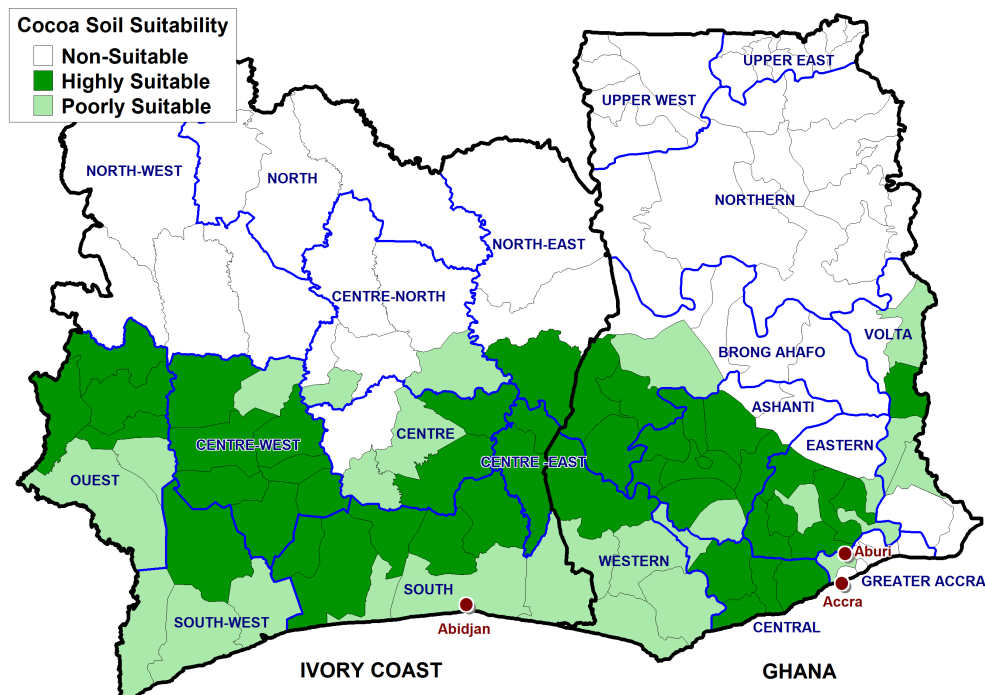 Cocoa Soil Suitability
Non-Suitable
Highly Suitable
Poorly Suitable
UPPER EAST
UPPER WEST
NORTH-WEST
NORTH
NORTHERN
NORTH-EAST
CENTRE-NORTH
VOLTA
BRONG AHAFO
ASHANTI
CENTRE
CENTRE-WEST
EASTERN
CENTRE -EAST
OUEST
WESTERN
Aburi
SOUTH
GREATER ACCRA
Accra
SOUTH-WEST
Abidjan
CENTRAL
IVORY COAST
GHANA